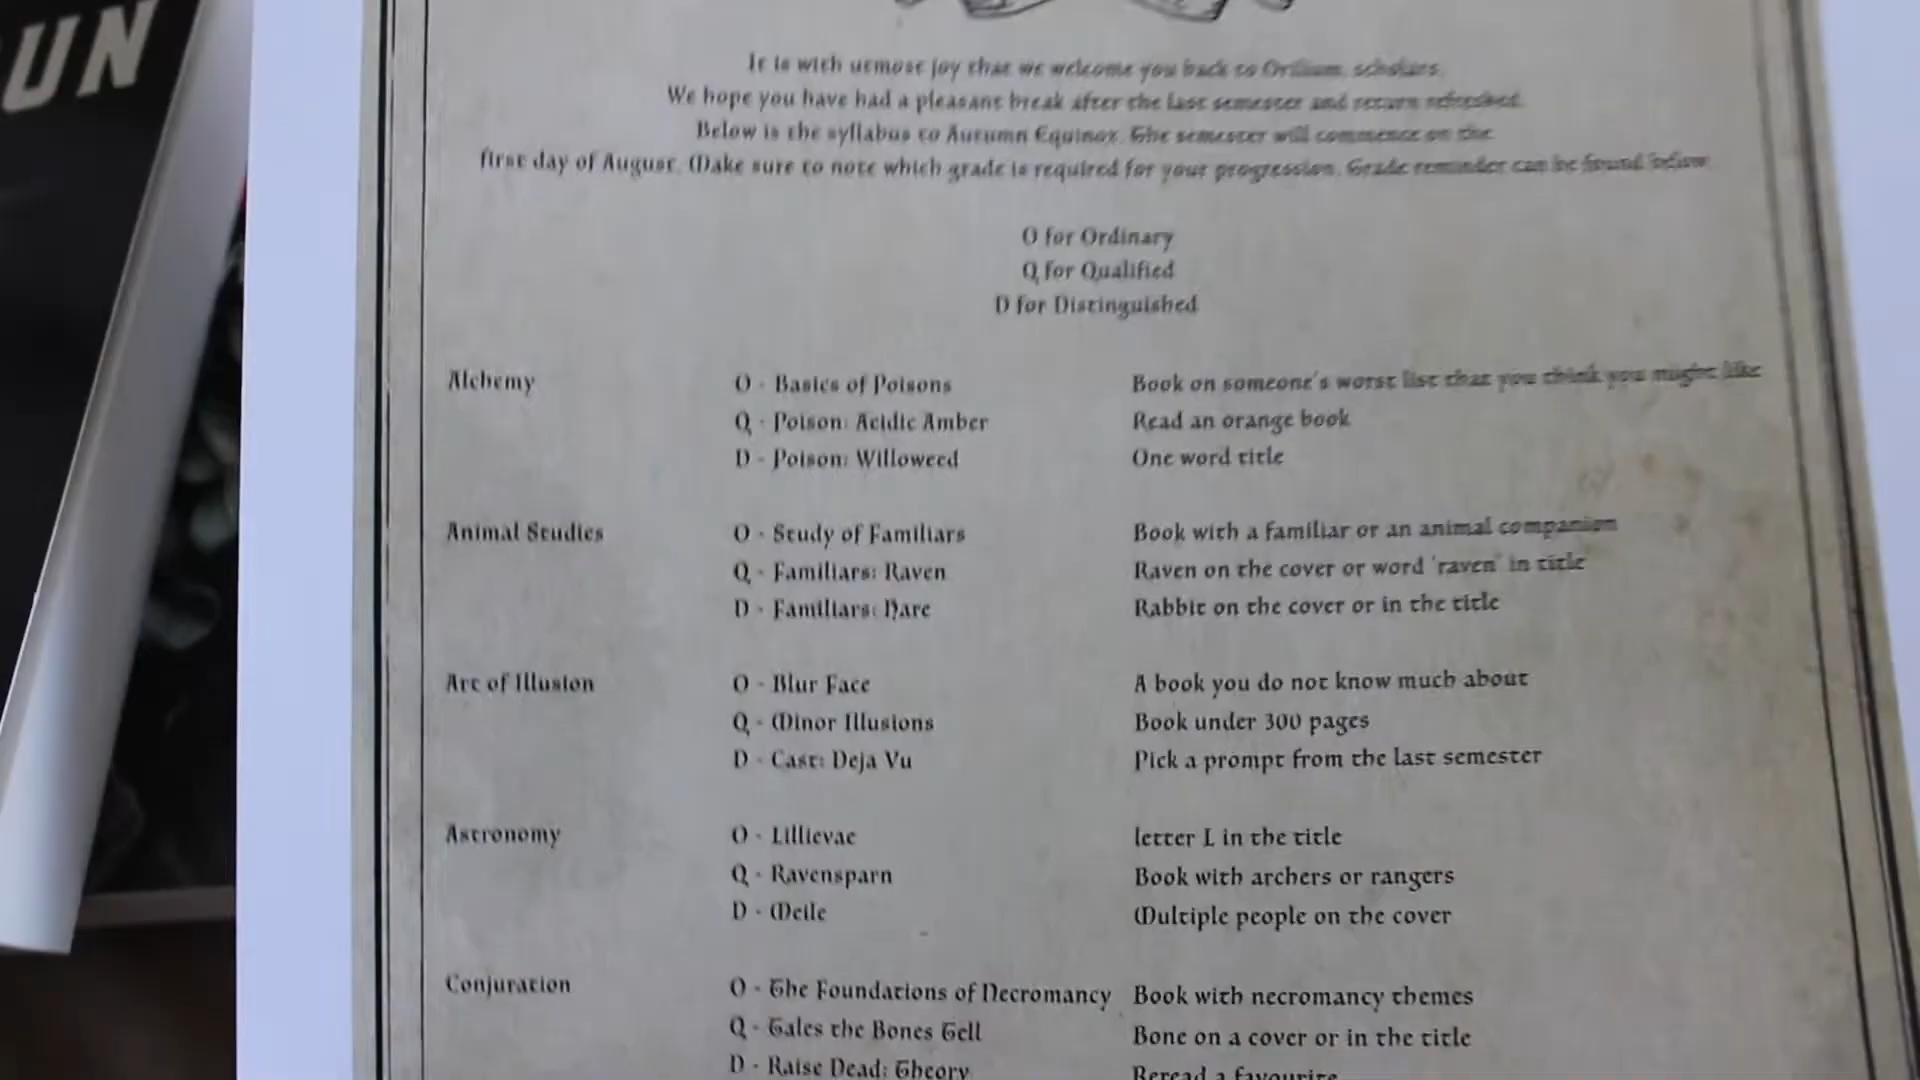 UN
It is with utmost joy that we welcome you back to Orilium, scholars.
We hope you have had a pleasant break after the last semester and return refreshed.
Below is the syllabus to Autumn Equinox. The semester will commence on the
first day of August. Make sure to note which grade is required for your progression. Grade reminder can be found below.
O for Ordinary
Q for Qualified
D for Distinguished
Alchemy O - Basics of Poisons Book on someone's worst list that you think you might like
Q - Poison: Acidic Amber Read an orange book
D - Poison: Willoweed One word title
Animal Studies O - Study of Familiars Book with a familiar or an animal companion
Q - Familiars: Raven Raven on the cover or word 'raven' in title
D - Familiars: Hare Rabbit on the cover or in the title
Art of Illusion O - Blur Face A book you do not know much about
Q - Minor Illusions Book under 300 pages
D - Cast: Deja Vu Pick a prompt from the last semester
Astronomy O - Lillievae letter L in the title
Q - Ravensparn Book with archers or rangers
D - Meile Multiple people on the cover
Conjuration O - The Foundations of Necromancy Book with necromancy themes
Q - Tales the Bones Tell Bone on a cover or in the title
D - Raise Dead: Theory Reread a favourite